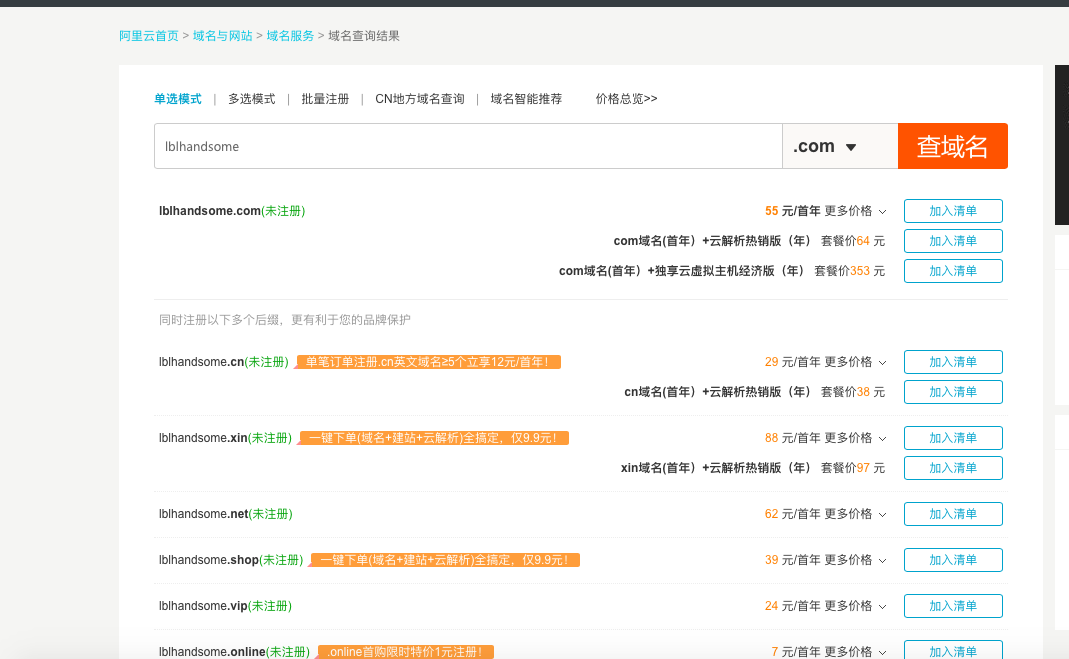 阿里云首页 > 域名与网站 > 域名服务 > 域名查询结果
单选模式 | 多选模式 | 批量注册 | CN地方域名查询 | 域名智能推荐 价格总览>>
lblhandsome .com 查域名
lblhandsome.com(未注册) 55 元/首年 更多价格 加入清单
com域名(首年）+云解析热销版（年） 套餐价64 元 加入清单
com域名(首年）+独享云虚拟主机经济版（年） 套餐价353 元 加入清单
同时注册以下多个后缀，更有利于您的品牌保护
lblhandsome.cn(未注册) 单笔订单注册.cn英文域名≥5个立享12元/首年！ 29 元/首年 更多价格 加入清单
cn域名(首年）+云解析热销版（年） 套餐价38 元 加入清单
lblhandsome.xin(未注册) 一键下单(域名+建站+云解析)全搞定，仅9.9元！ 88 元/首年 更多价格 加入清单
xin域名(首年）+云解析热销版（年） 套餐价97 元 加入清单
lblhandsome.net(未注册) 62 元/首年 更多价格 加入清单
lblhandsome.shop(未注册) 一键下单(域名+建站+云解析)全搞定，仅9.9元！ 39 元/首年 更多价格 加入清单
lblhandsome.vip(未注册) 24 元/首年 更多价格 加入清单
lblhandsome.online(未注册) .online首购限时特价1元注册！ 7 元/首年 更多价格 加入清单